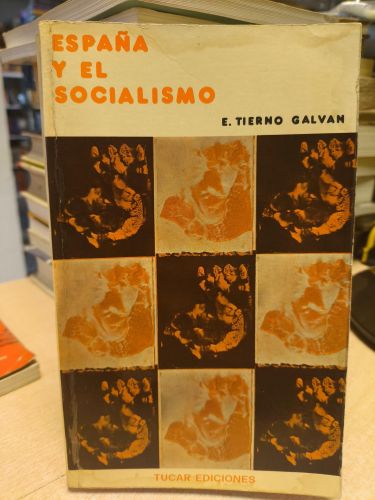 ESPAÑA
Y EL
SOCIALISMO
E. TIERNO GALVAN
TUCAR EDICIONES